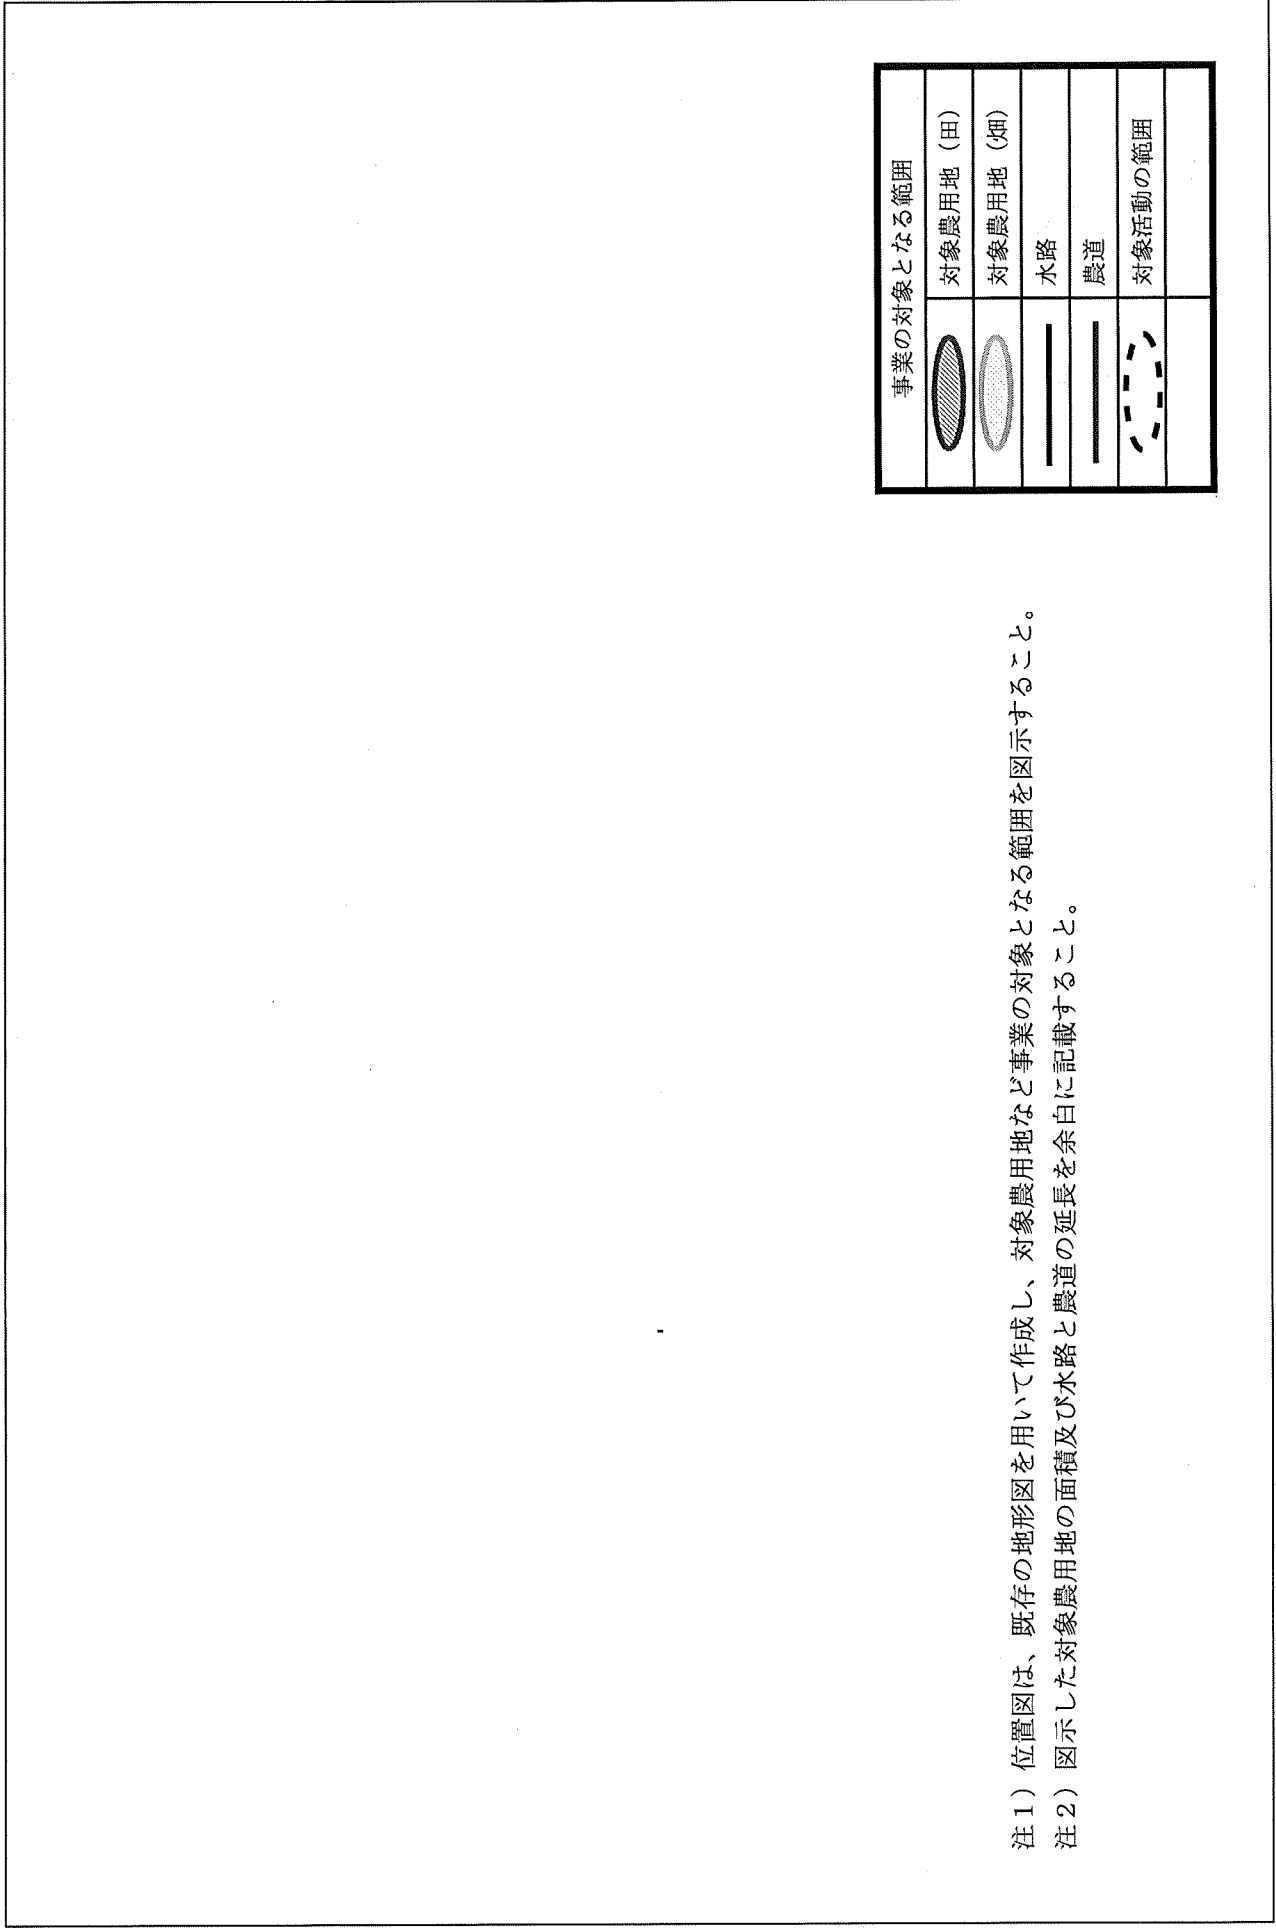 注１）位置図は、既存の地形図を用いて作成し、対象農用地など事業の対象となる範囲を図示すること。
注２）図示した対象農用地の面積及び水路と農道の延長を余白に記載すること。
事業の対象となる範囲
対象農用地（田）
対象農用地（畑）
水路
農道
対象活動の範囲